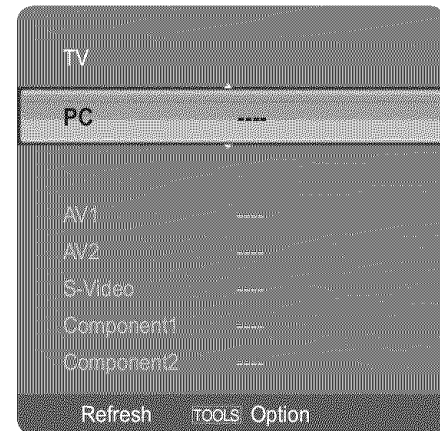 TV
PC ----
AV1 ----
AV2 ----
S-Video ----
Component1 ----
Component2 ----
Refresh TOOLS Option